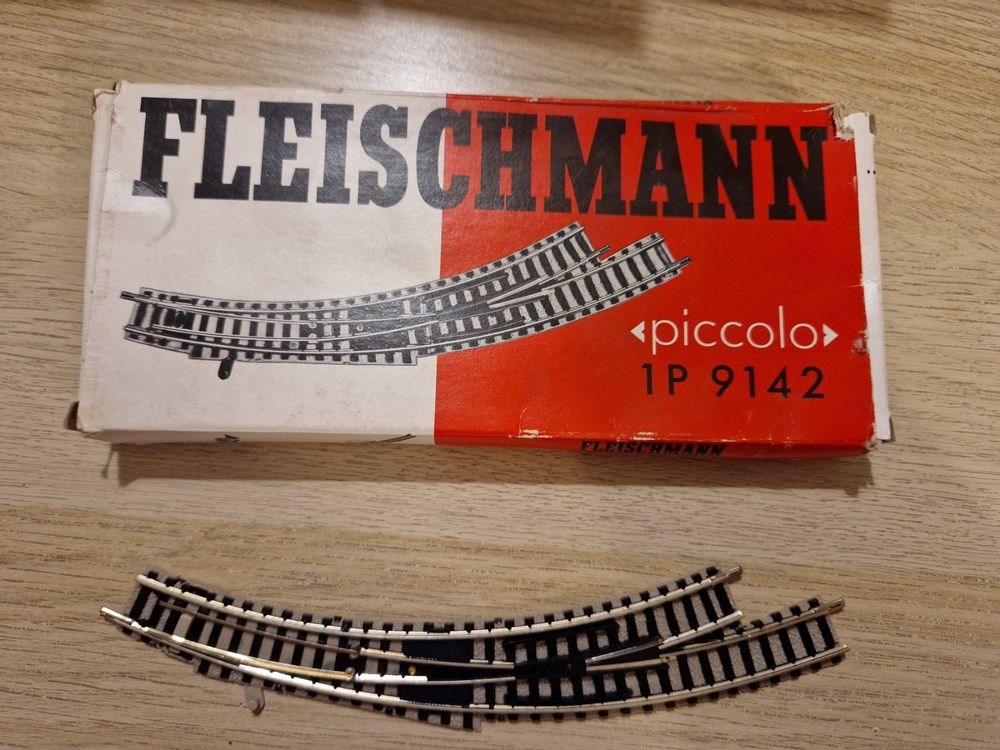 FLEISCHMANN
‹piccolo›
1P 9142
FLEISCHMANN